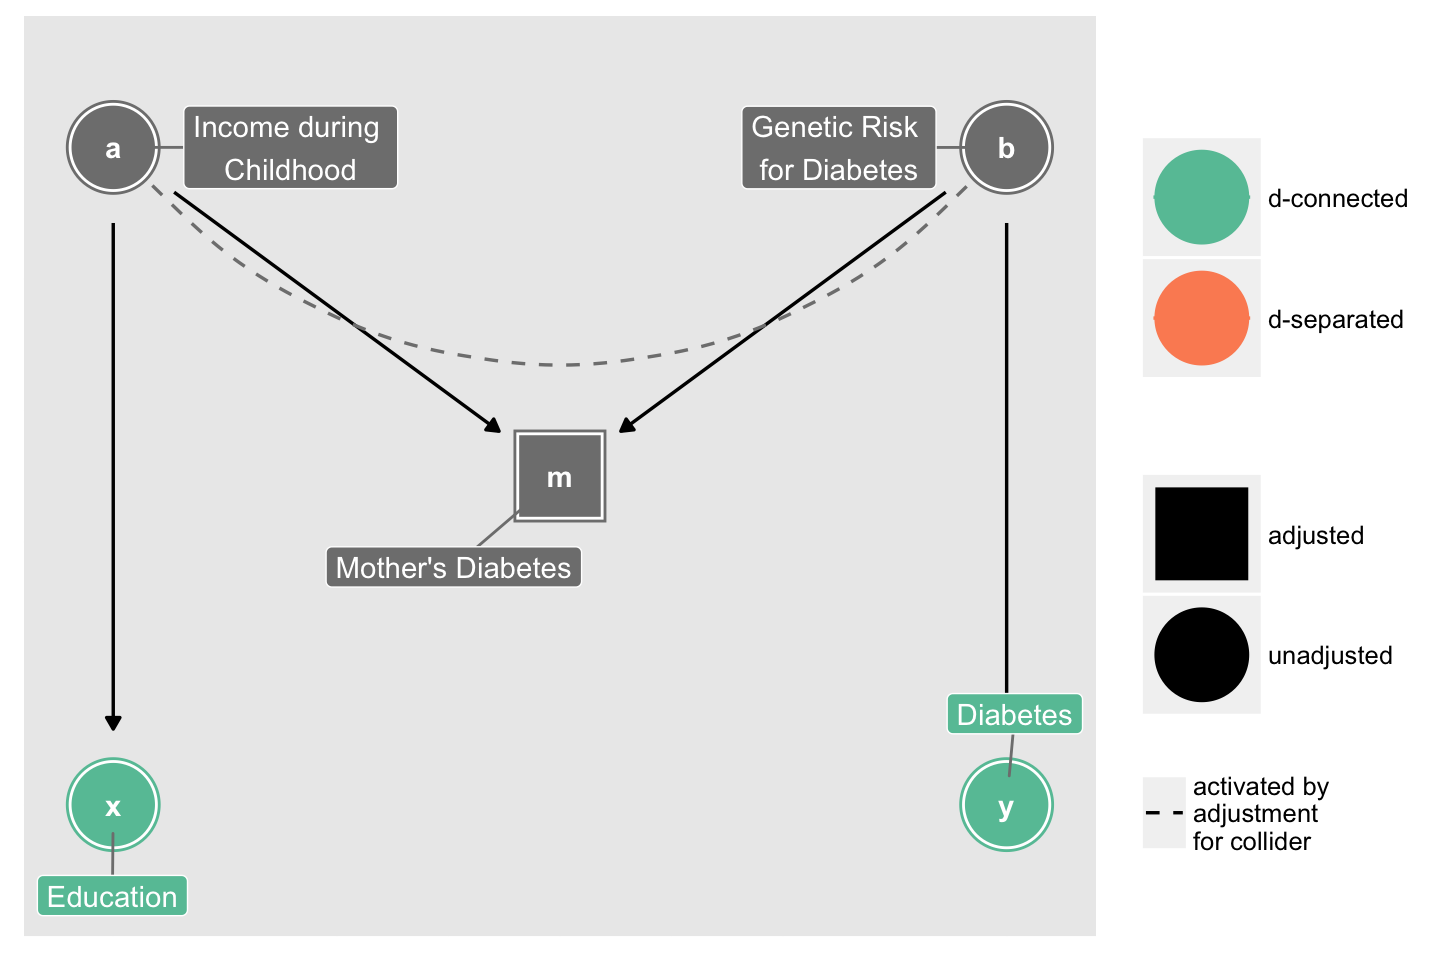 a
Income during
Childhood
Genetic Risk
for Diabetes
b
m
Mother's Diabetes
Diabetes
x
y
Education
d-connected
d-separated
adjusted
unadjusted
activated by
adjustment
for collider